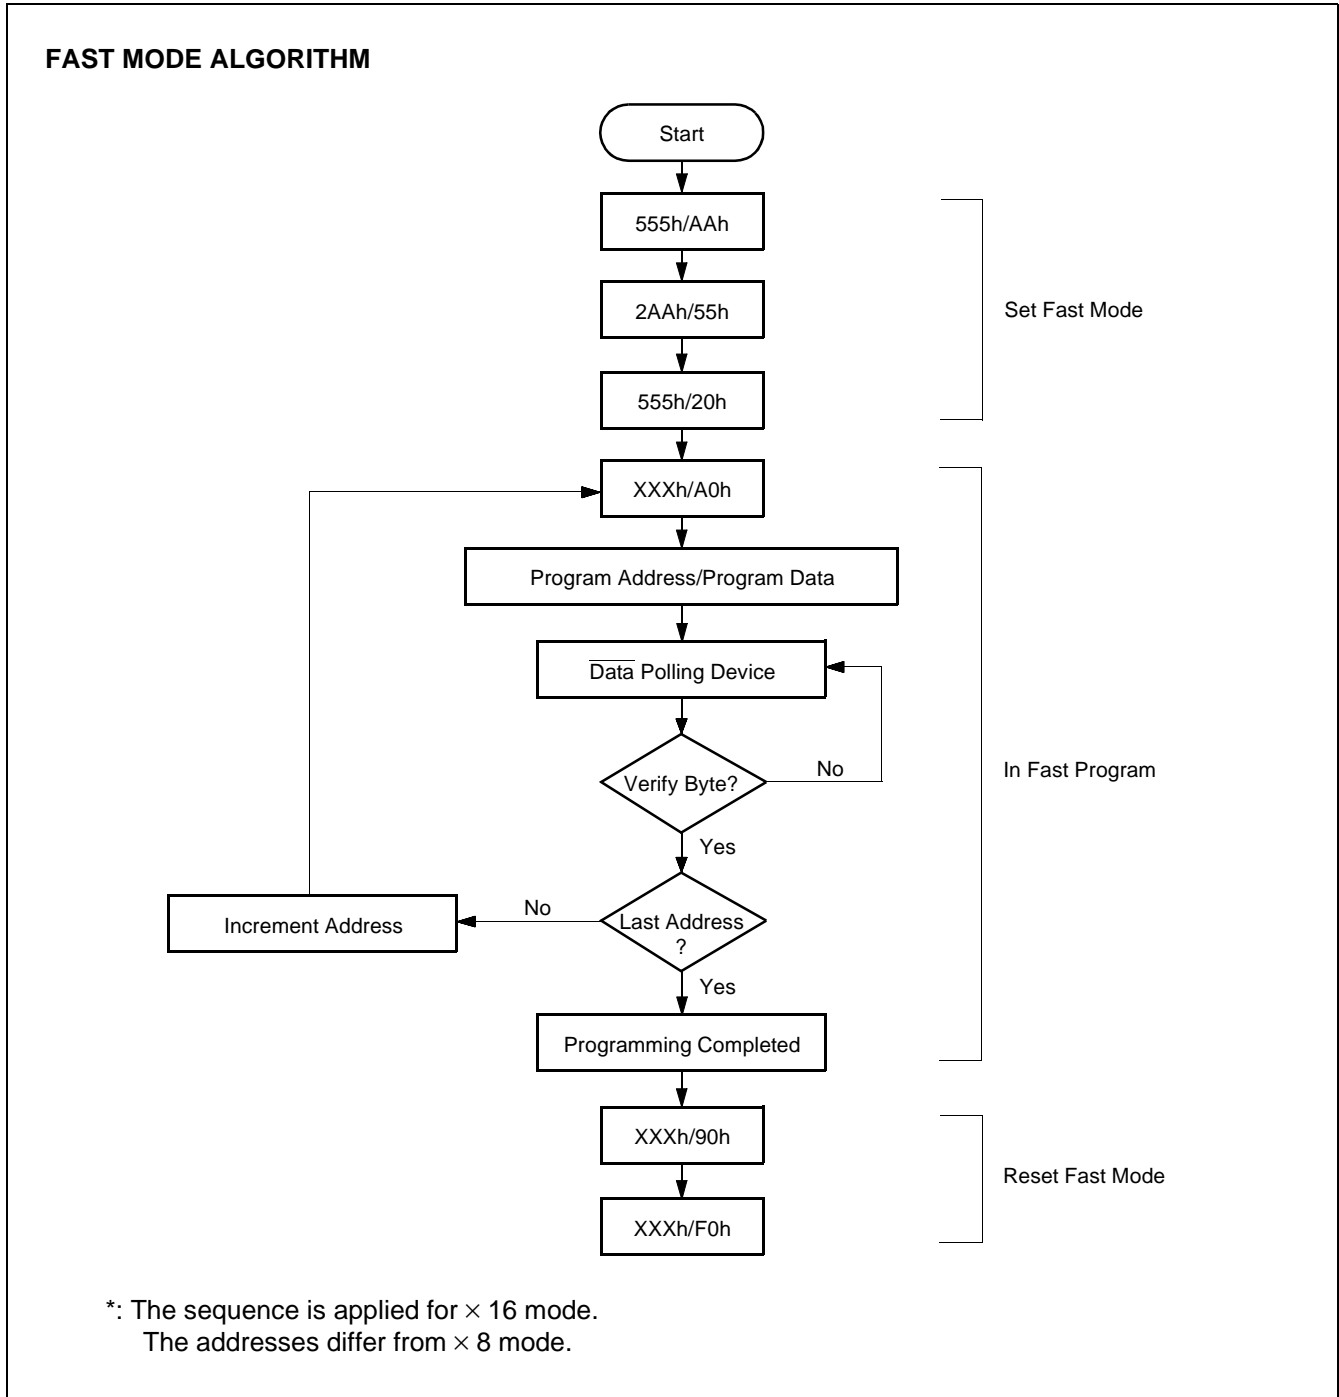 FAST MODE ALGORITHM
Start
555h/AAh
2AAh/55h
Set Fast Mode
555h/20h
XXXh/A0h
Program Address/Program Data
Data Polling Device
Verify Byte?
No
In Fast Program
Yes
Increment Address
No
Last Address
?
Yes
Programming Completed
XXXh/90h
Reset Fast Mode
XXXh/F0h
*: The sequence is applied for × 16 mode.
The addresses differ from × 8 mode.